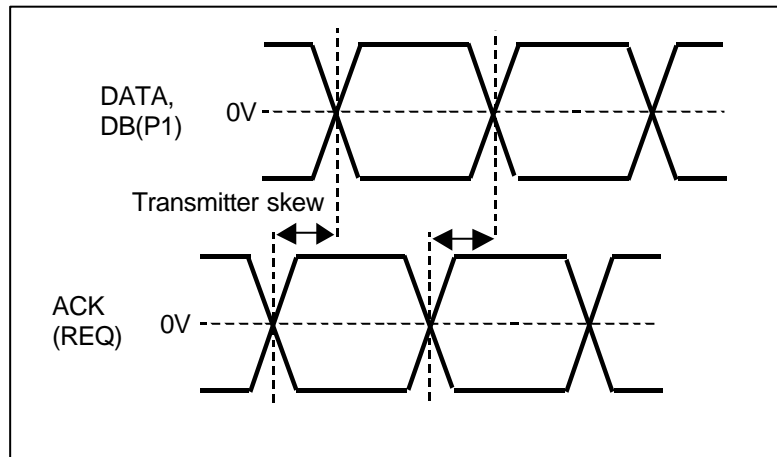 DATA,
DB(P1)
0V
Transmitter skew
ACK
(REQ)
0V